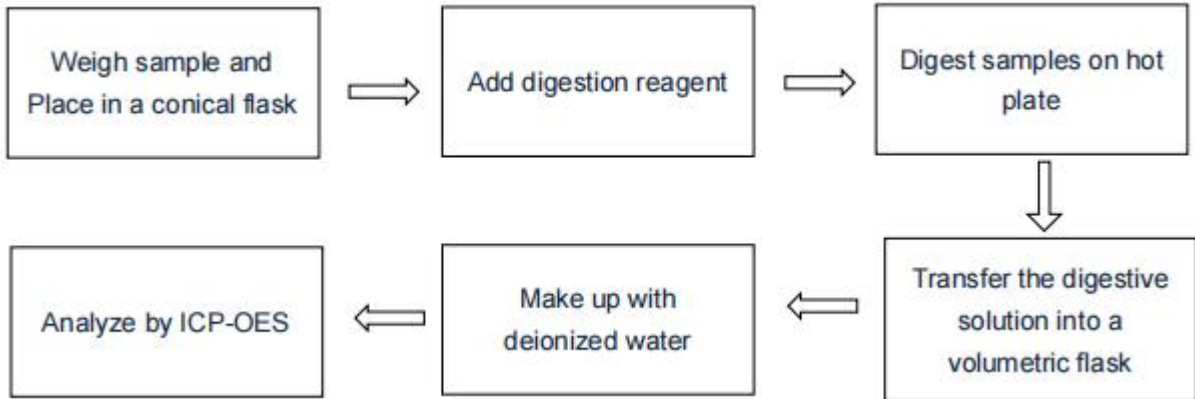 Weigh sample and
Place in a conical flask
Add digestion reagent
Digest samples on hot
plate
Transfer the digestive
solution into a
volumetric flask
Make up with
deionized water
Analyze by ICP-OES